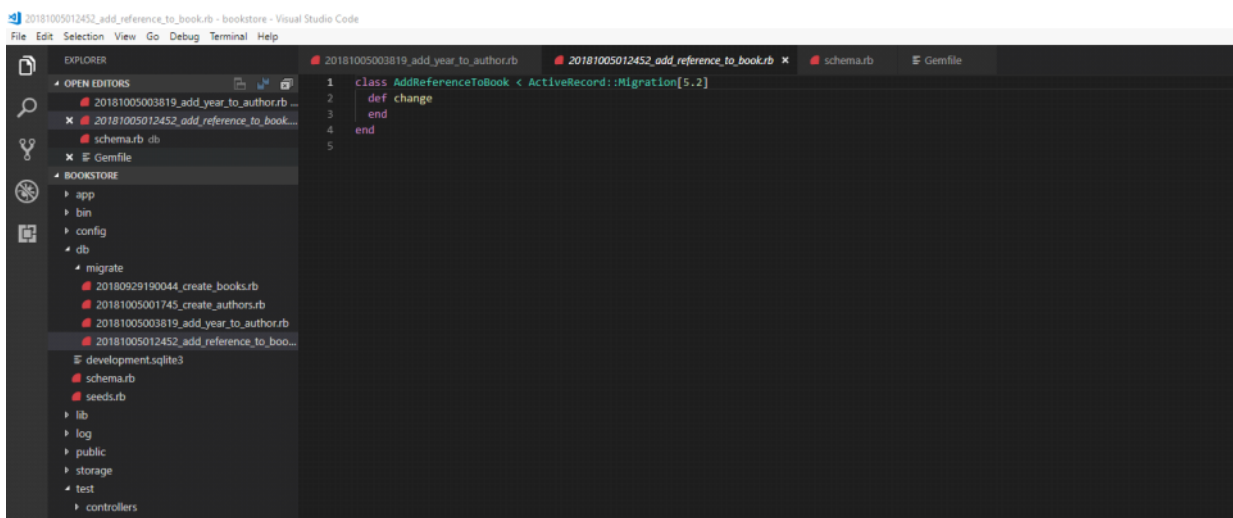 20181005012452_add_reference_to_book.rb - bookstore - Visual Studio Code
File Edit Selection View Go Debug Terminal Help
EXPLORER
OPEN EDITORS
20181005003819_add_year_to_author.rb ...
20181005012452_add_reference_to_book....
schema.rb db
Gemfile
BOOKSTORE
app
bin
config
db
migrate
20180929190044_create_books.rb
20181005001745_create_authors.rb
20181005003819_add_year_to_author.rb
20181005012452_add_reference_to_boo...
development.sqlite3
schema.rb
seeds.rb
lib
log
public
storage
test
controllers
20181005003819_add_year_to_author.rb 20181005012452_add_reference_to_book.rb schema.rb Gemfile
1 class AddReferenceToBook < ActiveRecord::Migration[5.2]
2 def change
3 end
4 end
5